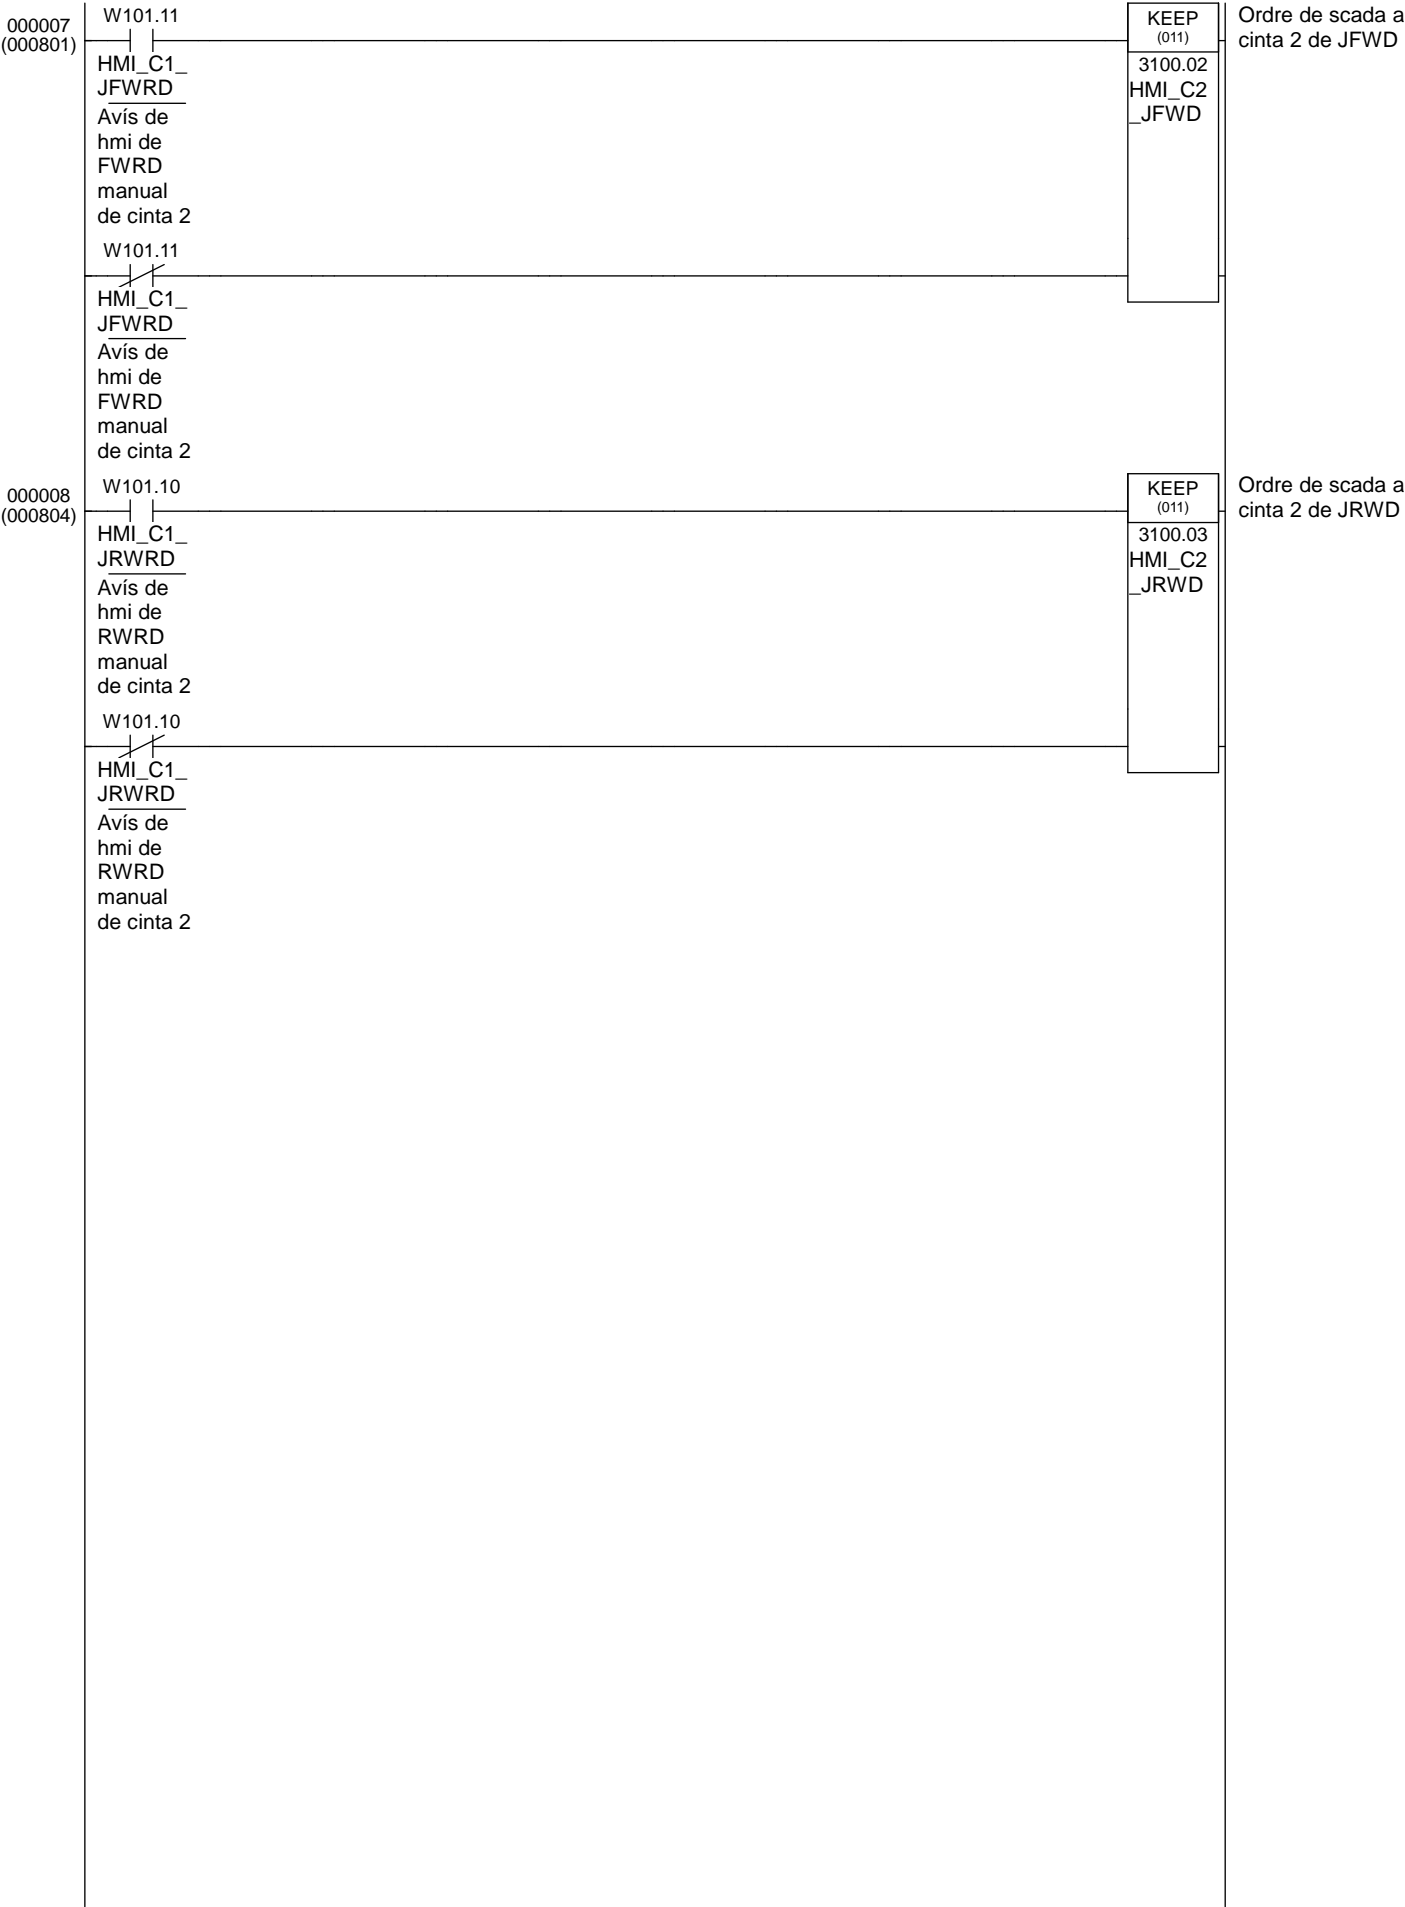 000007
(000801)
W101.11
HMI_C1_
JFWRD
Avís de
hmi de
FWRD
manual
de cinta 2
KEEP
(011)
3100.02
HMI_C2
_JFWD
Ordre de scada a
cinta 2 de JFWD
W101.11
HMI_C1_
JFWRD
Avís de
hmi de
FWRD
manual
de cinta 2
000008
(000804)
W101.10
HMI_C1_
JRWRD
Avís de
hmi de
RWRD
manual
de cinta 2
KEEP
(011)
3100.03
HMI_C2
_JRWD
Ordre de scada a
cinta 2 de JRWD
W101.10
HMI_C1_
JRWRD
Avís de
hmi de
RWRD
manual
de cinta 2